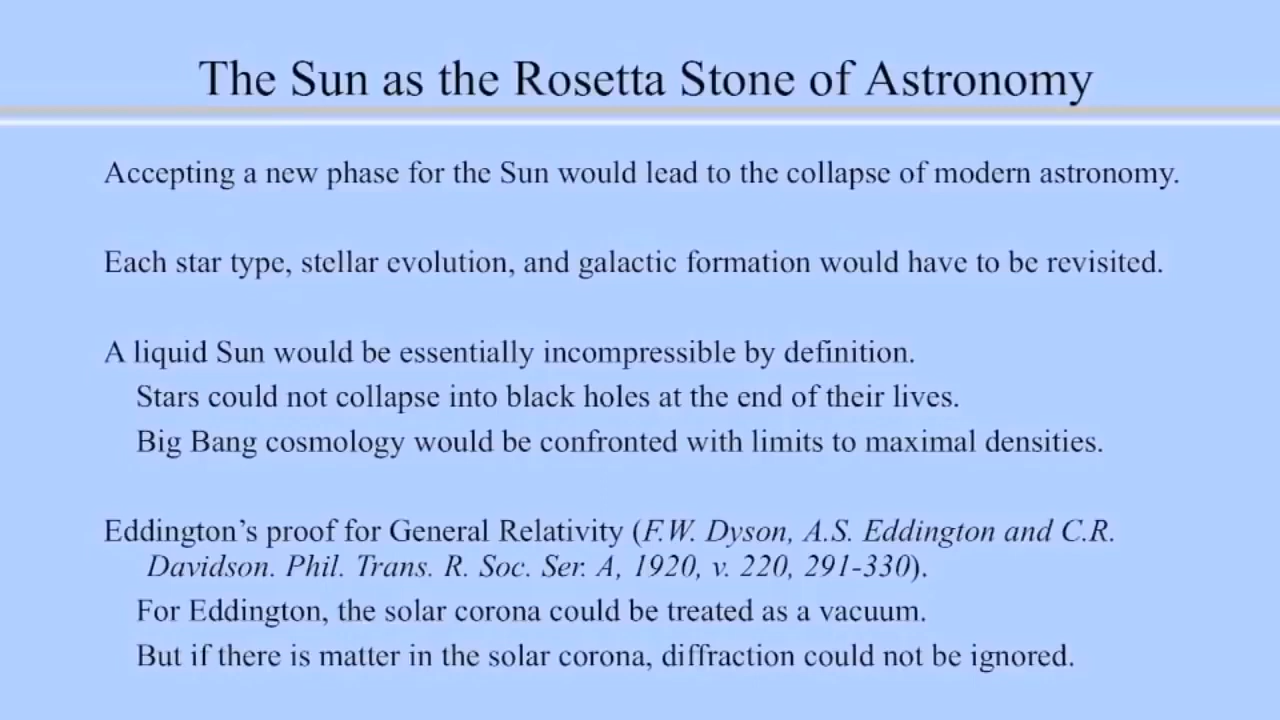 The Sun as the Rosetta Stone of Astronomy
Accepting a new phase for the Sun would lead to the collapse of modern astronomy.
Each star type, stellar evolution, and galactic formation would have to be revisited.
A liquid Sun would be essentially incompressible by definition.
Stars could not collapse into black holes at the end of their lives.
Big Bang cosmology would be confronted with limits to maximal densities.
Eddington’s proof for General Relativity (F.W. Dyson, A.S. Eddington and C.R.
Davidson. Phil. Trans. R. Soc. Ser. A, 1920, v. 220, 291-330).
For Eddington, the solar corona could be treated as a vacuum.
But if there is matter in the solar corona, diffraction could not be ignored.